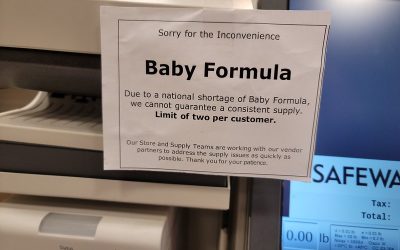 Sorry for the Inconvenience
Baby Formula
Due to a national shortage of Baby Formula,
we cannot guarantee a consistent supply.
Limit of two per customer.
Our Store and Supply Teams are working with our vendor
partners to address the supply issues as quickly as
possible. Thank you for your patience.
SAFEWA
Tax:
Total:
0.00 lb